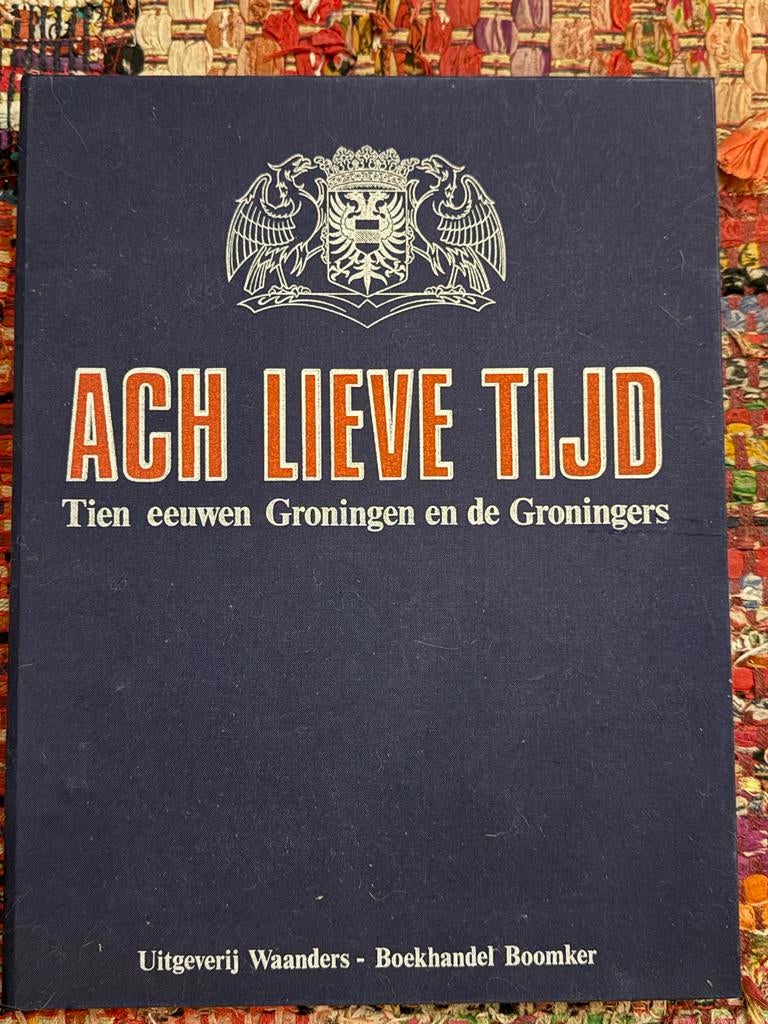 ACH LIEVE TIJD
Tien eeuwen Groningen en de Groningers
Uitgeverij Waanders - Boekhandel Boomker